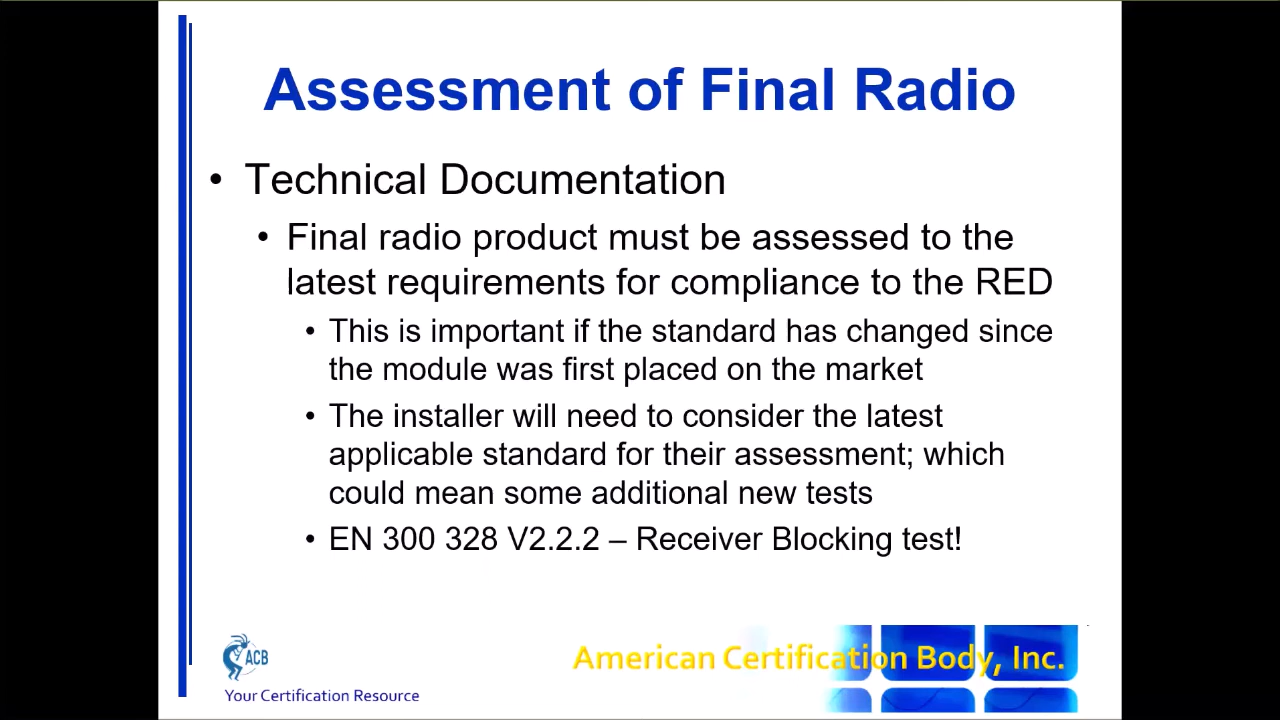 Assessment of Final Radio
• Technical Documentation
• Final radio product must be assessed to the
latest requirements for compliance to the RED
• This is important if the standard has changed since
the module was first placed on the market
• The installer will need to consider the latest
applicable standard for their assessment; which
could mean some additional new tests
• EN 300 328 V2.2.2 – Receiver Blocking test!
ACB
Your Certification Resource
American Certification Body, Inc.